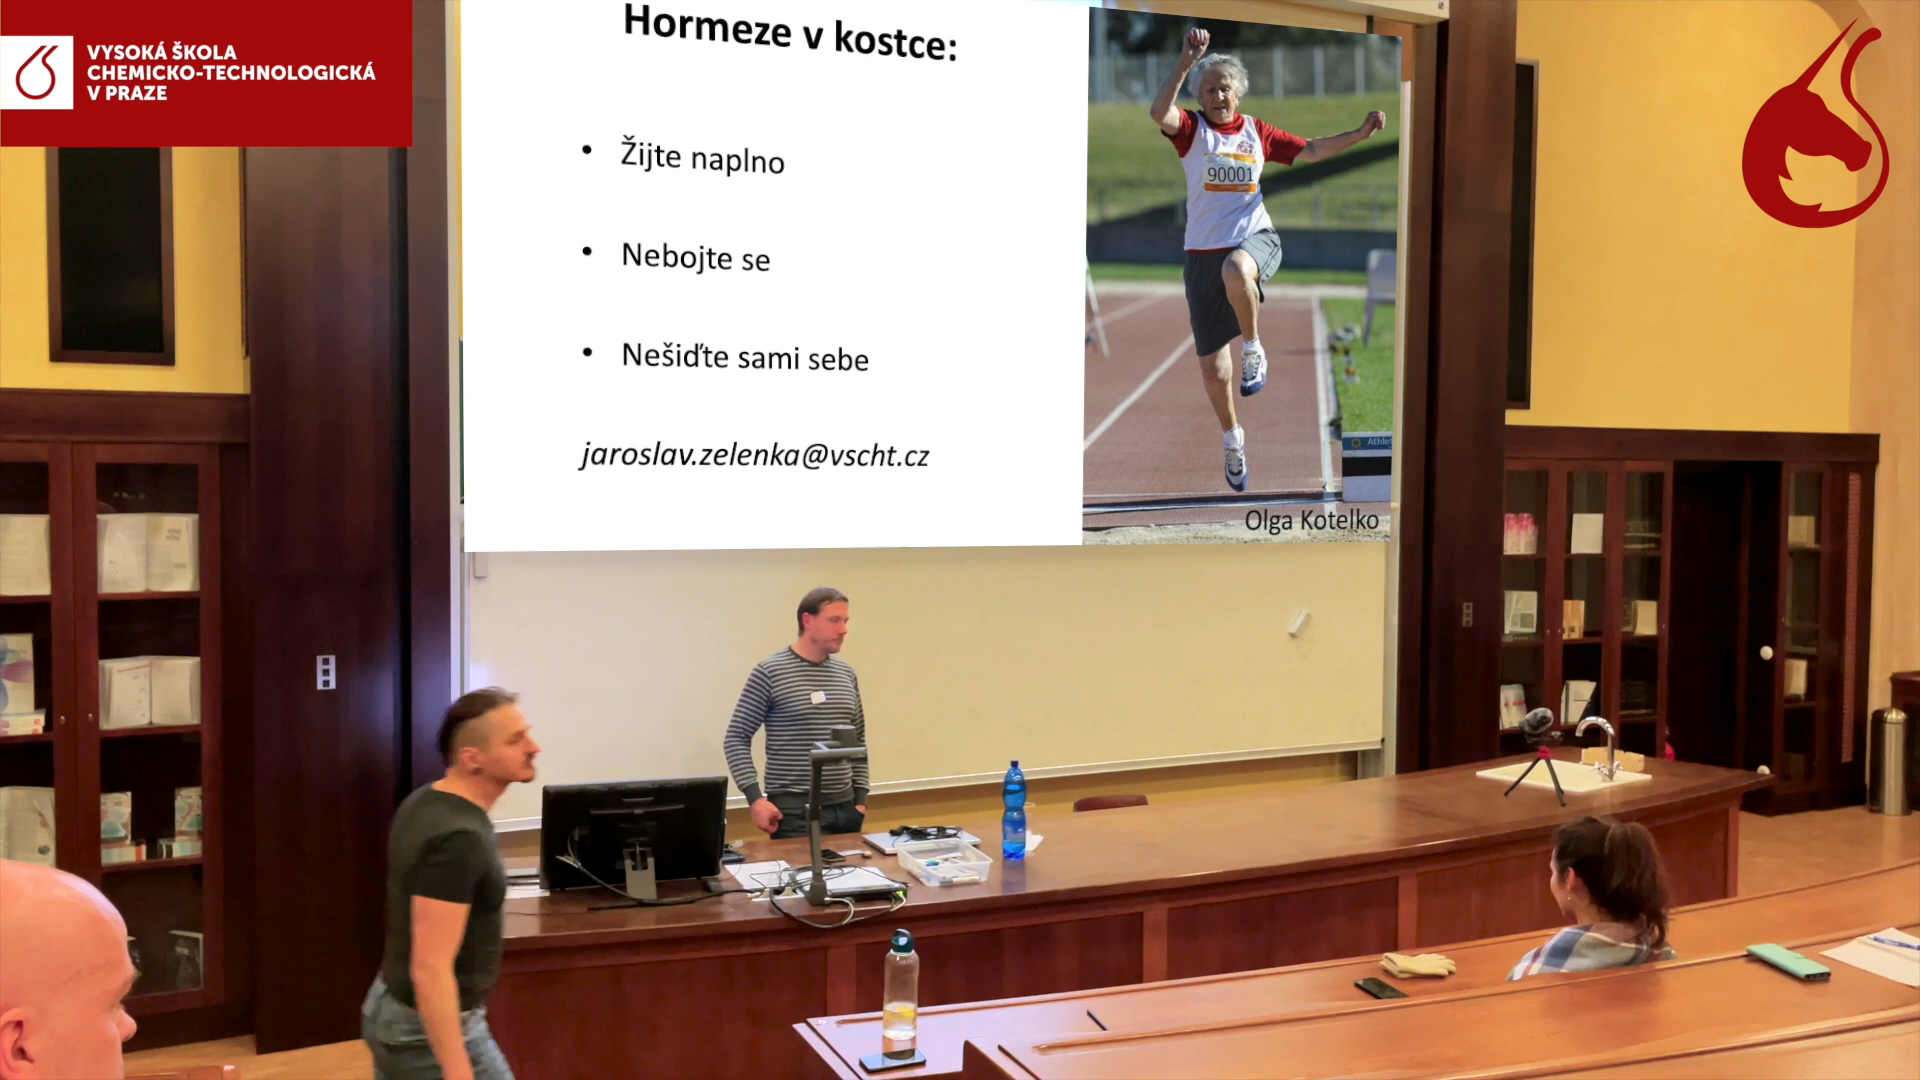 VYSOKÁ ŠKOLA
CHEMICKO-TECHNOLOGICKÁ
V PRAZE
Hormeze v kostce:
• Žijte naplno
• Nebojte se
• Nešiďte sami sebe
jaroslav.zelenka@vscht.cz
90001
Olga Kotelko